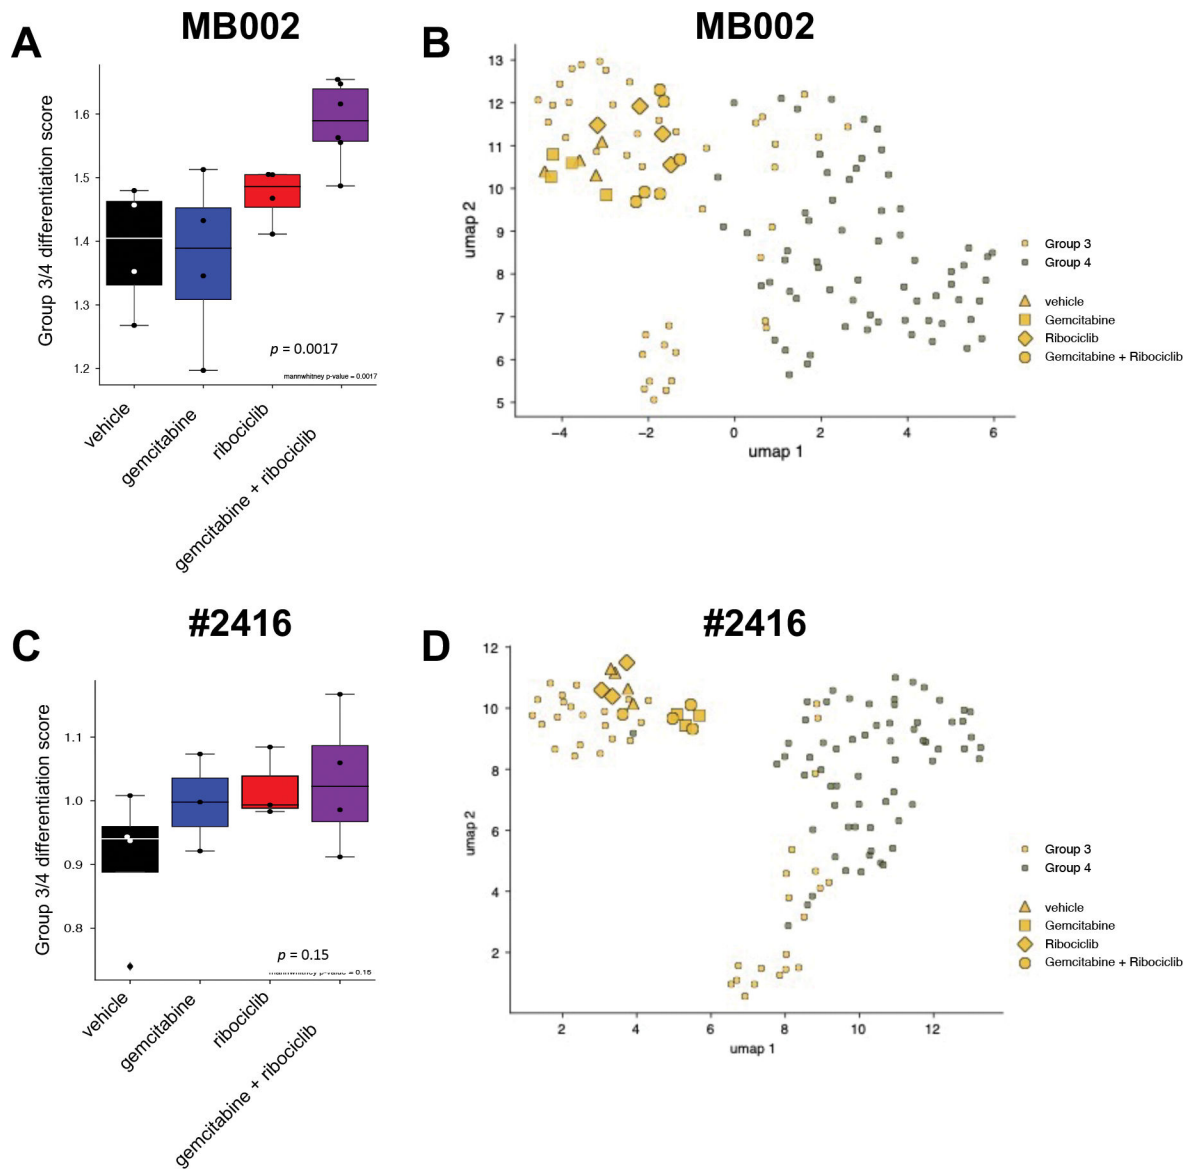 A
MB002
Group 3/4 differentiation score
1.6
1.5
1.4
1.3
1.2
p = 0.0017
mannwhitney p-value = 0.0017
vehicle
gemcitabine
ribociclib
gemcitabine + ribociclib
B
MB002
umap 2
13
12
11
10
9
8
7
6
5
−4
−2
0
2
4
6
umap 1
Group 3
Group 4
vehicle
Gemcitabine
Ribociclib
Gemcitabine + Ribociclib
C
#2416
Group 3/4 differentiation score
1.1
1.0
0.9
0.8
p = 0.15
mannwhitney p-value = 0.15
vehicle
gemcitabine
ribociclib
gemcitabine + ribociclib
D
#2416
umap 2
12
10
8
6
4
2
2
4
6
8
10
12
umap 1
Group 3
Group 4
vehicle
Gemcitabine
Ribociclib
Gemcitabine + Ribociclib